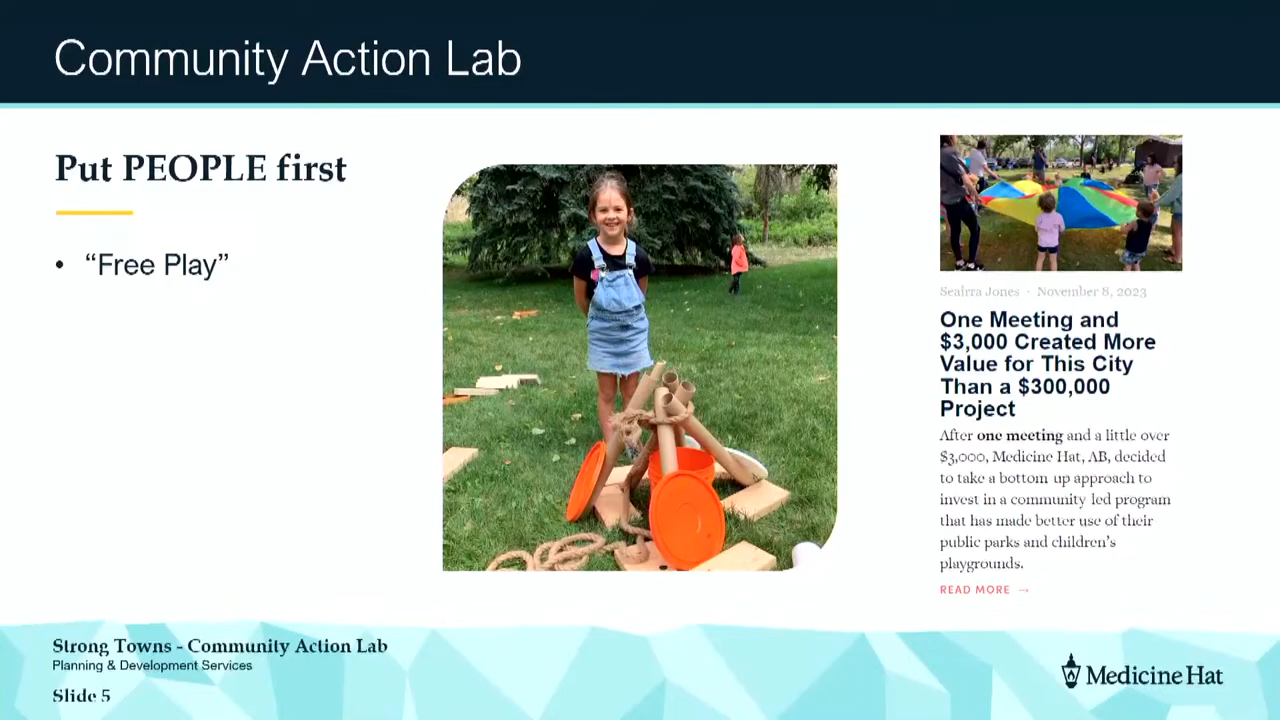 Community Action Lab
Put PEOPLE first
• “Free Play”
Seairra Jones · November 8, 2023
One Meeting and
$3,000 Created More
Value for This City
Than a $300,000
Project
After one meeting and a little over
$3,000, Medicine Hat, AB, decided
to take a bottom up approach to
invest in a community led program
that has made better use of their
public parks and children’s
playgrounds.
READ MORE →
Strong Towns - Community Action Lab
Planning & Development Services
Slide 5
Medicine Hat